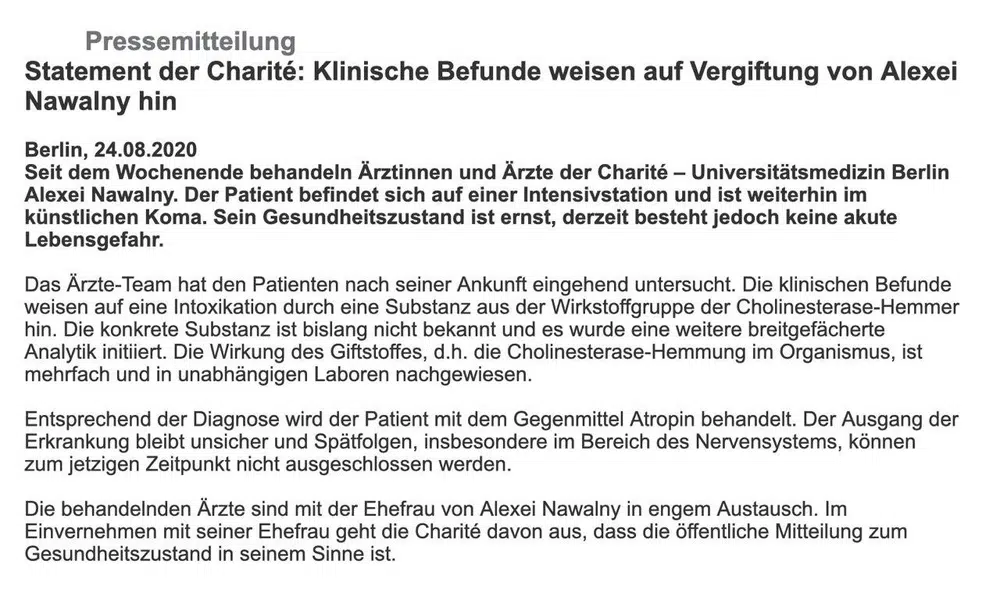 Pressemitteilung
Statement der Charité: Klinische Befunde weisen auf Vergiftung von Alexei
Nawalny hin
Berlin, 24.08.2020
Seit dem Wochenende behandeln Ärztinnen und Ärzte der Charité – Universitätsmedizin Berlin
Alexei Nawalny. Der Patient befindet sich auf einer Intensivstation und ist weiterhin im
künstlichen Koma. Sein Gesundheitszustand ist ernst, derzeit besteht jedoch keine akute
Lebensgefahr.
Das Ärzte-Team hat den Patienten nach seiner Ankunft eingehend untersucht. Die klinischen Befunde
weisen auf eine Intoxikation durch eine Substanz aus der Wirkstoffgruppe der Cholinesterase-Hemmer
hin. Die konkrete Substanz ist bislang nicht bekannt und es wurde eine weitere breitgefächerte
Analytik initiiert. Die Wirkung des Giftstoffes, d.h. die Cholinesterase-Hemmung im Organismus, ist
mehrfach und in unabhängigen Laboren nachgewiesen.
Entsprechend der Diagnose wird der Patient mit dem Gegenmittel Atropin behandelt. Der Ausgang der
Erkrankung bleibt unsicher und Spätfolgen, insbesondere im Bereich des Nervensystems, können
zum jetzigen Zeitpunkt nicht ausgeschlossen werden.
Die behandelnden Ärzte sind mit der Ehefrau von Alexei Nawalny in engem Austausch. Im
Einvernehmen mit seiner Ehefrau geht die Charité davon aus, dass die öffentliche Mitteilung zum
Gesundheitszustand in seinem Sinne ist.